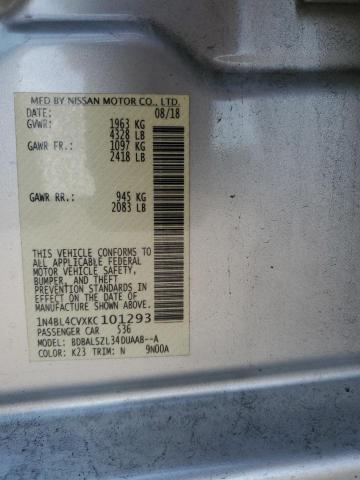 MFD BY NISSAN MOTOR CO., LTD.
DATE: 08/18
GVWR: 1963 KG
4328 LB
GAWR FR.: 1097 KG
2418 LB
GAWR RR.: 945 KG
2083 LB
THIS VEHICLE CONFORMS TO
ALL APPLICABLE FEDERAL
MOTOR VEHICLE SAFETY,
BUMPER, AND THEFT
PREVENTION STANDARDS IN
EFFECT ON THE DATE OF
MANUFACTURE SHOWN ABOVE.
1N4BL4CVXKC101293
PASSENGER CAR 536
MODEL: BDBALSZL34DUAAB--A
COLOR: K23 TRIM: N 9N00A